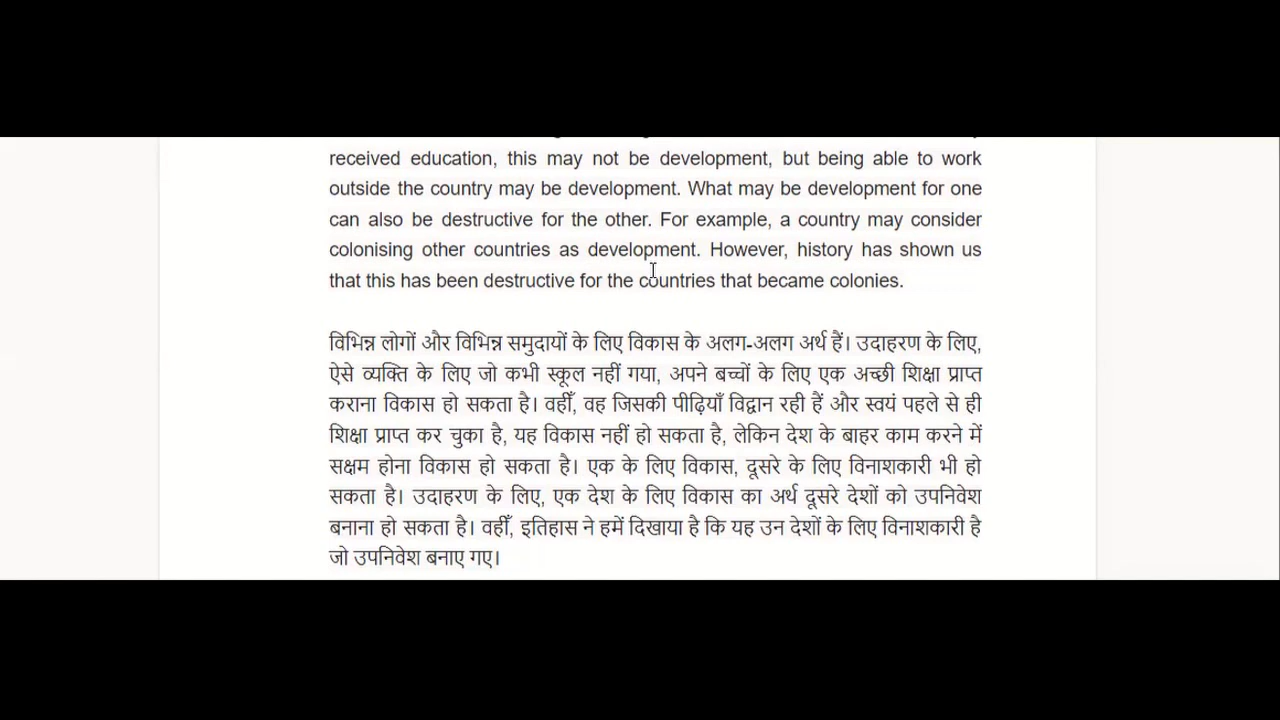 received education, this may not be development, but being able to work
outside the country may be development. What may be development for one
can also be destructive for the other. For example, a country may consider
colonising other countries as development. However, history has shown us
that this has been destructive for the countries that became colonies.
विभिन्न लोगों और विभिन्न समुदायों के लिए विकास के अलग-अलग अर्थ हैं। उदाहरण के लिए,
ऐसे व्यक्ति के लिए जो कभी स्कूल नहीं गया, अपने बच्चों के लिए एक अच्छी शिक्षा प्राप्त
कराना विकास हो सकता है। वहीँ, वह जिसकी पीढ़ियाँ विद्वान रही हैं और स्वयं पहले से ही
शिक्षा प्राप्त कर चुका है, यह विकास नहीं हो सकता है, लेकिन देश के बाहर काम करने में
सक्षम होना विकास हो सकता है। एक के लिए विकास, दूसरे के लिए विनाशकारी भी हो
सकता है। उदाहरण के लिए, एक देश के लिए विकास का अर्थ दूसरे देशों को उपनिवेश
बनाना हो सकता है। वहीँ, इतिहास ने हमें दिखाया है कि यह उन देशों के लिए विनाशकारी है
जो उपनिवेश बनाए गए।